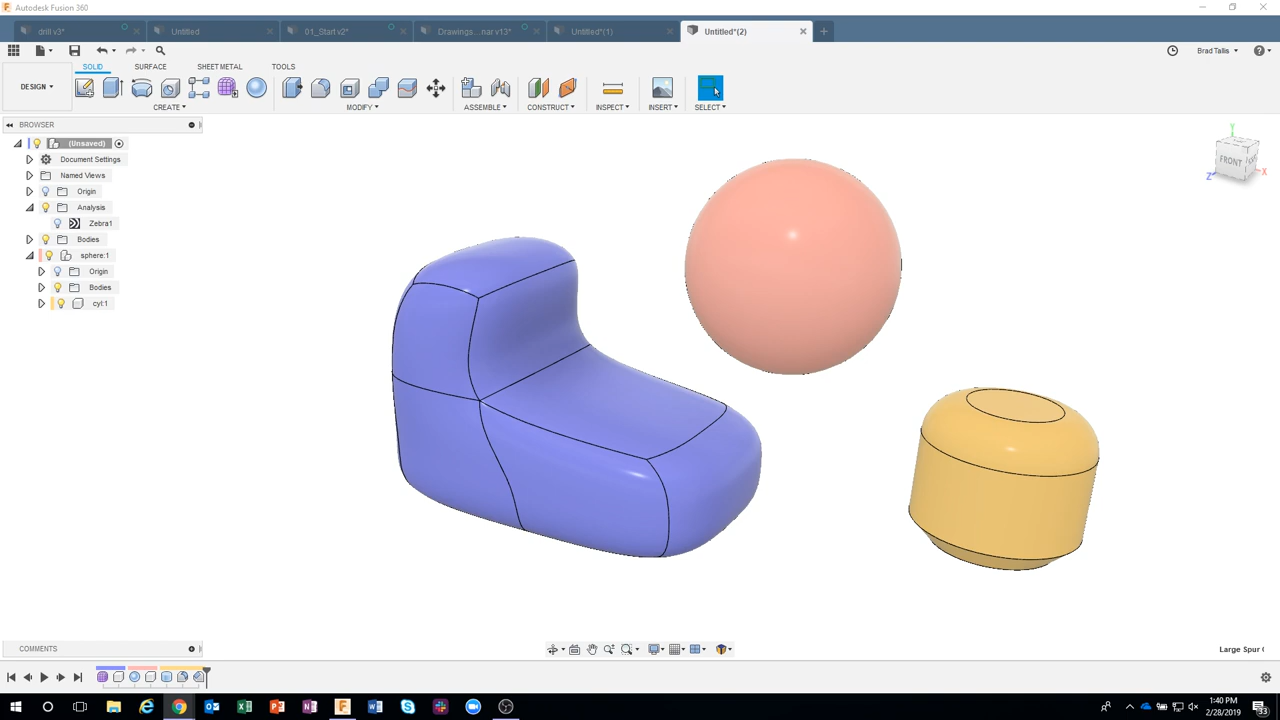 Autodesk Fusion 360
drill v3*
Untitled
01_Start v2*
Drawings...nar v13*
Untitled*(1)
Untitled*(2)
Brad Tallis
DESIGN
SOLID
SURFACE
SHEET METAL
TOOLS
CREATE
MODIFY
ASSEMBLE
CONSTRUCT
INSPECT
INSERT
SELECT
BROWSER
(Unsaved)
Document Settings
Named Views
Origin
Analysis
Zebra1
Bodies
sphere:1
Origin
Bodies
cyl:1
Y
FRONT
Z
X
COMMENTS
Large Spur
1:40 PM
2/28/2019
33